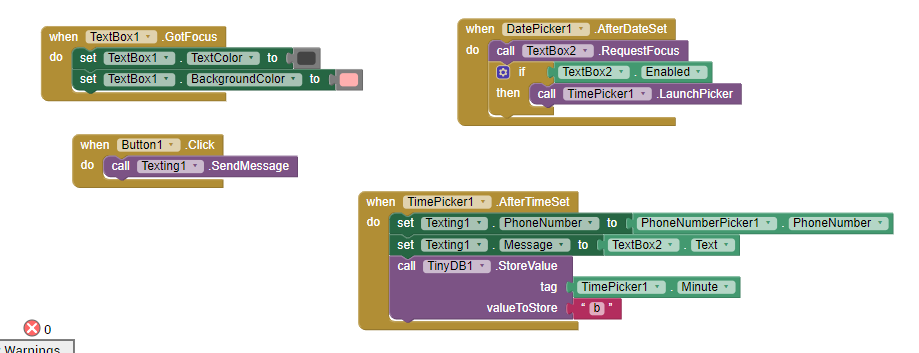 when TextBox1 .GotFocus
do set TextBox1 . TextColor to
set TextBox1 . BackgroundColor to
when DatePicker1 .AfterDateSet
do call TextBox2 .RequestFocus
if TextBox2 . Enabled
then call TimePicker1 .LaunchPicker
when Button1 .Click
do call Texting1 .SendMessage
when TimePicker1 .AfterTimeSet
do set Texting1 . PhoneNumber to PhoneNumberPicker1 . PhoneNumber
set Texting1 . Message to TextBox2 . Text
call TinyDB1 .StoreValue
tag TimePicker1 . Minute
valueToStore " b "
0
Warnings